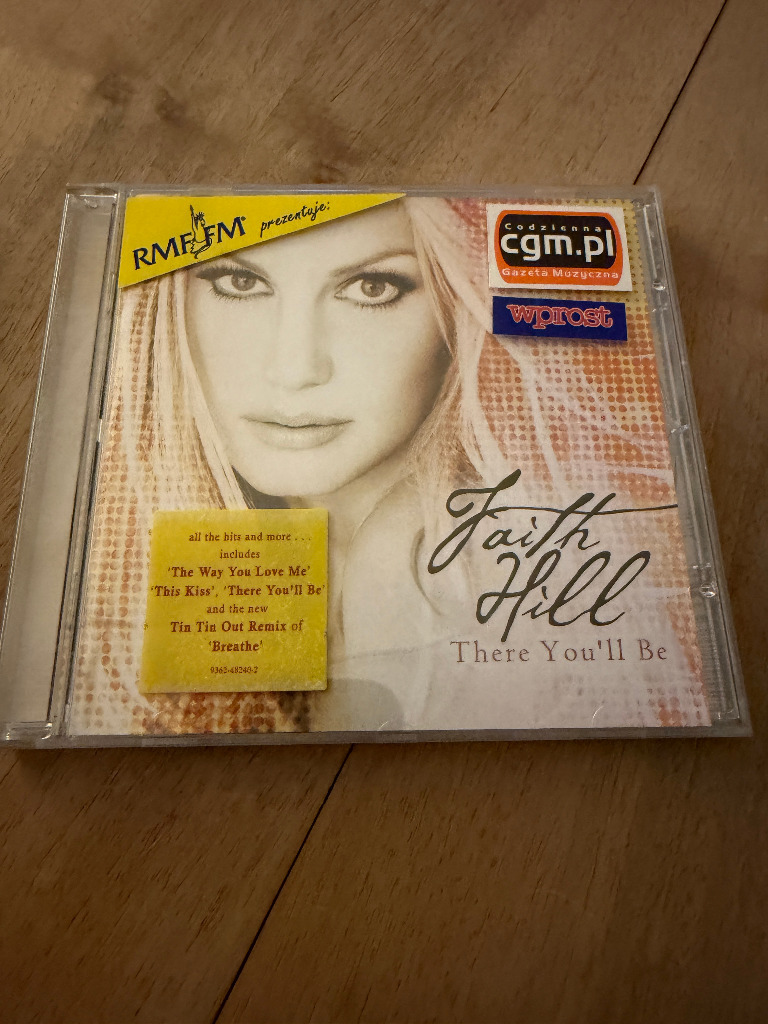 RMF FM prezentuje:
Codzienna
cgm.pl
Gazeta Muzyczna
wprost
all the hits and more . . .
includes
'The Way You Love Me'
'This Kiss', 'There You'll Be'
and the new
Tin Tin Out Remix of
'Breathe'
9362-48240-2
Faith
Hill
There You'll Be